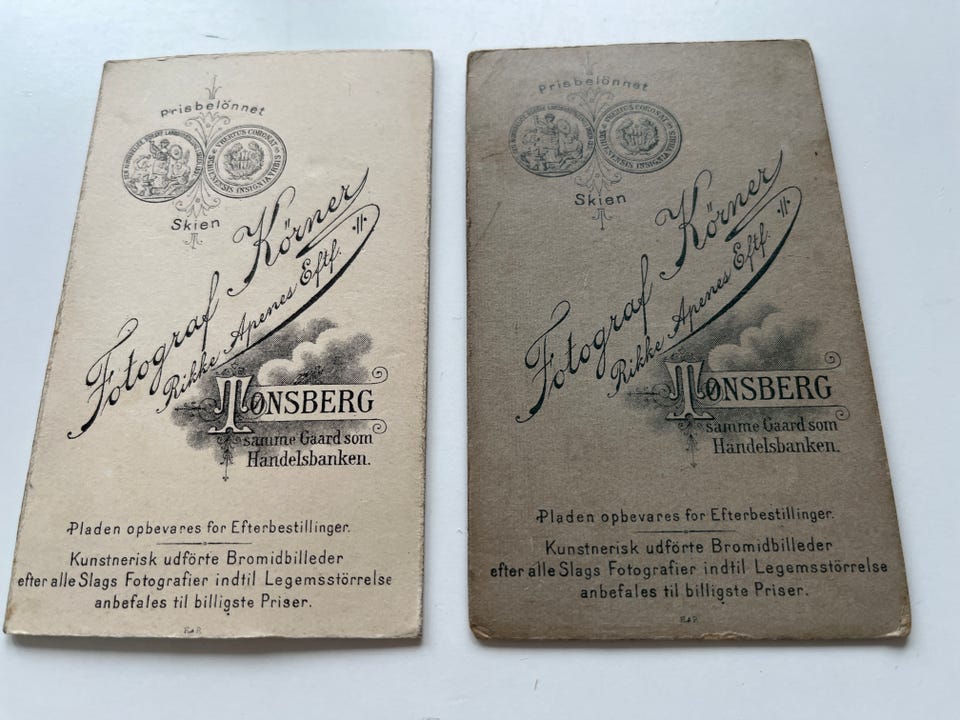 Prisbelönnet
Skien
Fotograf Körner
Rikke Apenes Eftf.
TØNSBERG
samme Gaard som
Handelsbanken.
Pladen opbevares for Efterbestillinger.
Kunstnerisk udförte Bromidbilleder
efter alle Slags Fotografier indtil Legemsstörrelse
anbefales til billigste Priser.
Prisbelönnet
Skien
Fotograf Körner
Rikke Apenes Eftf.
TØNSBERG
samme Gaard som
Handelsbanken.
Pladen opbevares for Efterbestillinger.
Kunstnerisk udförte Bromidbilleder
efter alle Slags Fotografier indtil Legemsstörrelse
anbefales til billigste Priser.